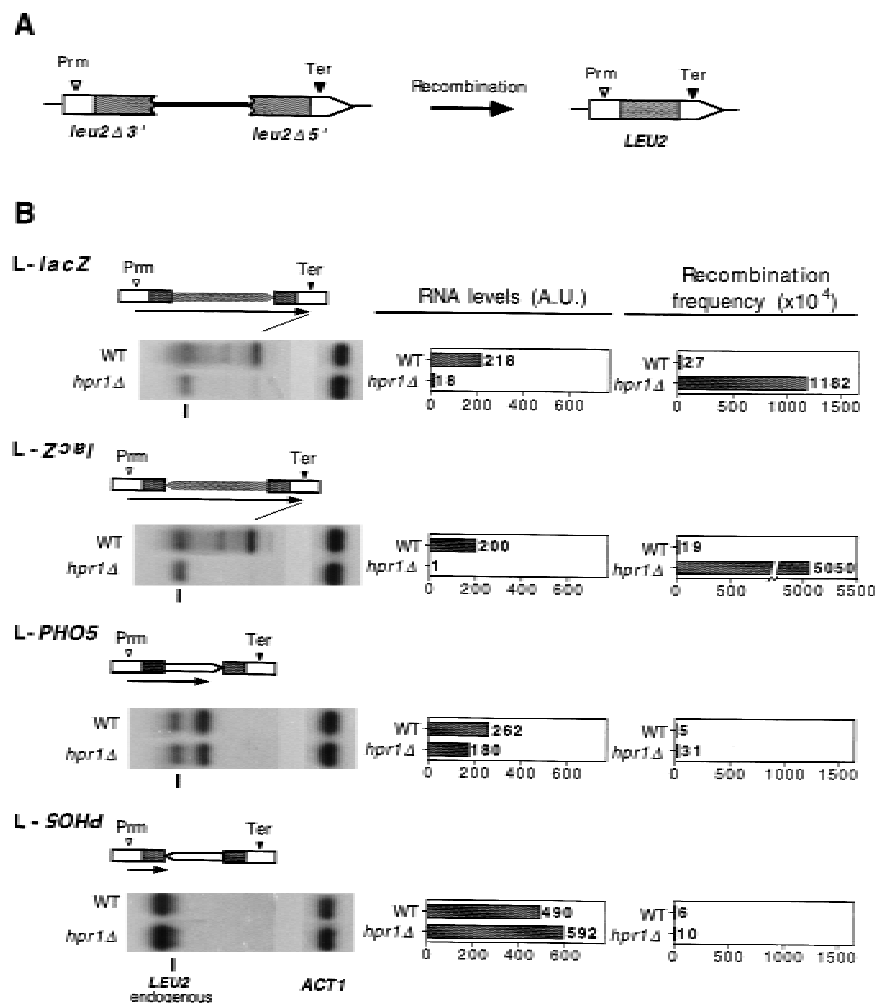 A
Prm Ter Recombination Prm Ter
leu2Δ3' leu2Δ5' LEU2
B
L-lacZ
Prm Ter
RNA levels (A.U.)
Recombination
frequency (x10⁴)
WT WT 218 WT 27
hpr1Δ hpr1Δ 18 hpr1Δ 1182
0 200 400 600 0 500 1000 1500
L-lacZ
Prm Ter
WT WT 200 WT 19
hpr1Δ hpr1Δ 1 hpr1Δ 5050
0 200 400 600 0 500 5000 5500
L-PHO5
Prm Ter
WT WT 262 WT 5
hpr1Δ hpr1Δ 180 hpr1Δ 31
0 200 400 600 0 500 1000 1500
L-PHO5
Prm Ter
WT WT 490 WT 6
hpr1Δ hpr1Δ 592 hpr1Δ 10
0 200 400 600 0 500 1000 1500
LEU2 ACT1
endogenous